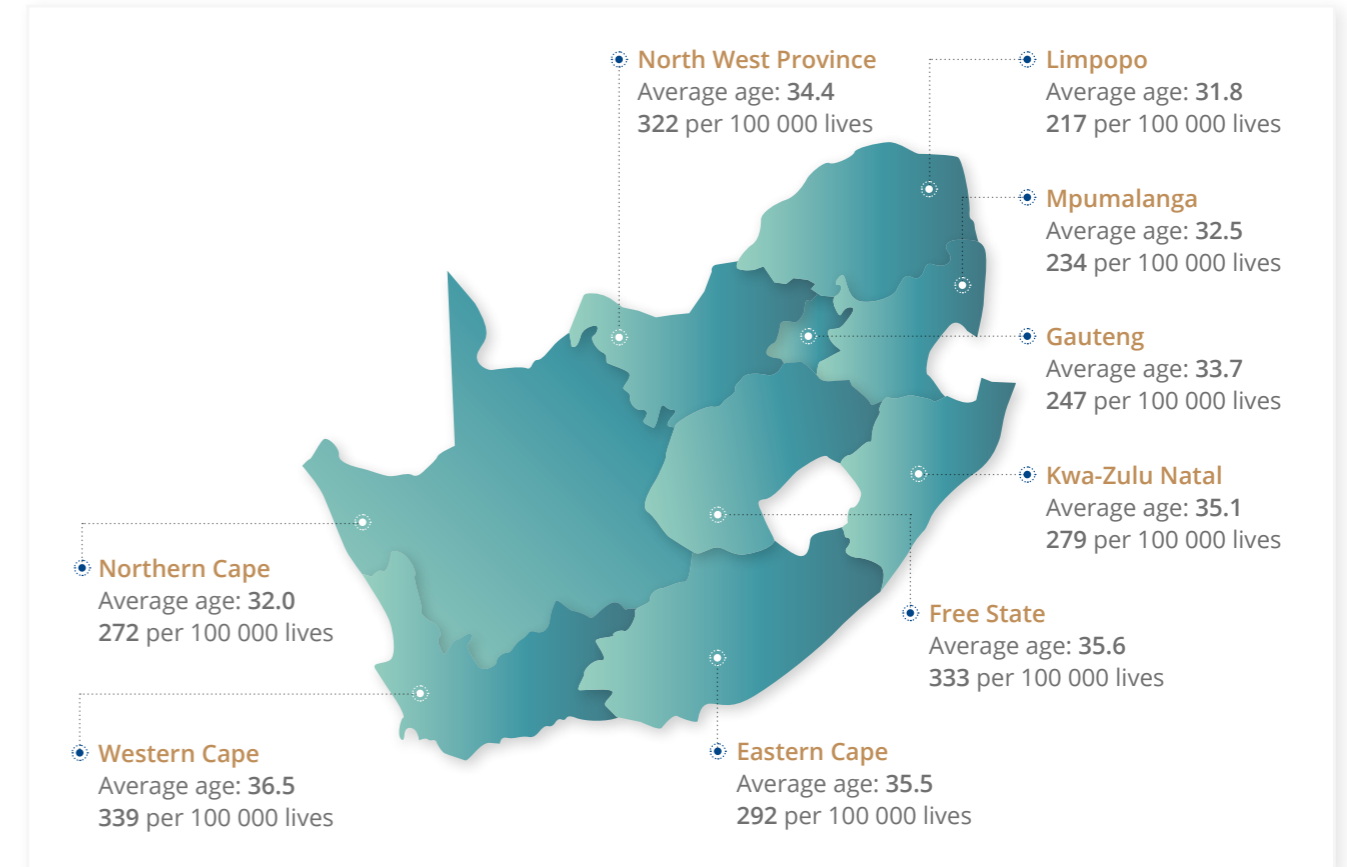 North West Province
Average age: 34.4
322 per 100 000 lives
Limpopo
Average age: 31.8
217 per 100 000 lives
Mpumalanga
Average age: 32.5
234 per 100 000 lives
Gauteng
Average age: 33.7
247 per 100 000 lives
Kwa-Zulu Natal
Average age: 35.1
279 per 100 000 lives
Northern Cape
Average age: 32.0
272 per 100 000 lives
Free State
Average age: 35.6
333 per 100 000 lives
Western Cape
Average age: 36.5
339 per 100 000 lives
Eastern Cape
Average age: 35.5
292 per 100 000 lives